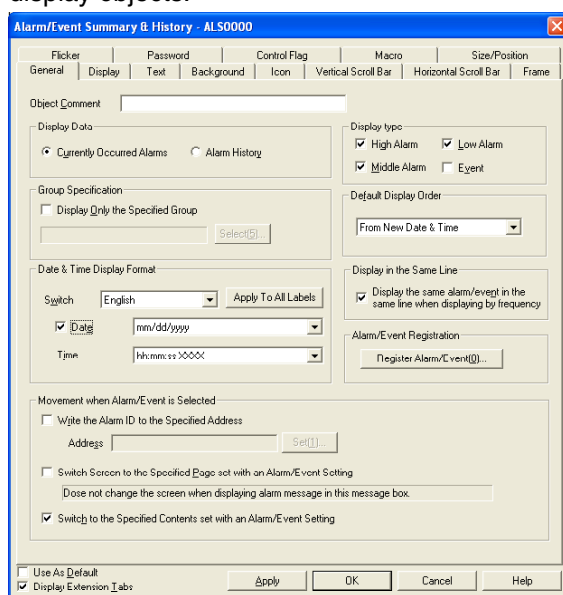 display objects.
Alarm/Event Summary & History - ALS0000
Flicker Password Control Flag Macro Size/Position
General Display Text Background Icon Vertical Scroll Bar Horizontal Scroll Bar Frame
Object Comment
Display Data
Currently Occurred Alarms Alarm History
Display type
High Alarm Low Alarm
Middle Alarm Event
Group Specification
Display Only the Specified Group
Select(5)...
Default Display Order
From New Date & Time
Date & Time Display Format
Switch English Apply To All Labels
Date mm/dd/yyyy
Time hh:mm:ss XXXX
Display in the Same Line
Display the same alarm/event in the
same line when displaying by frequency
Alarm/Event Registration
Register Alarm/Event(0)...
Movement when Alarm/Event is Selected
Write the Alarm ID to the Specified Address
Address Set(1)...
Switch Screen to the Specified Page set with an Alarm/Event Setting
Dose not change the screen when displaying alarm message in this message box.
Switch to the Specified Contents set with an Alarm/Event Setting
Use As Default
Display Extension Tabs
Apply OK Cancel Help